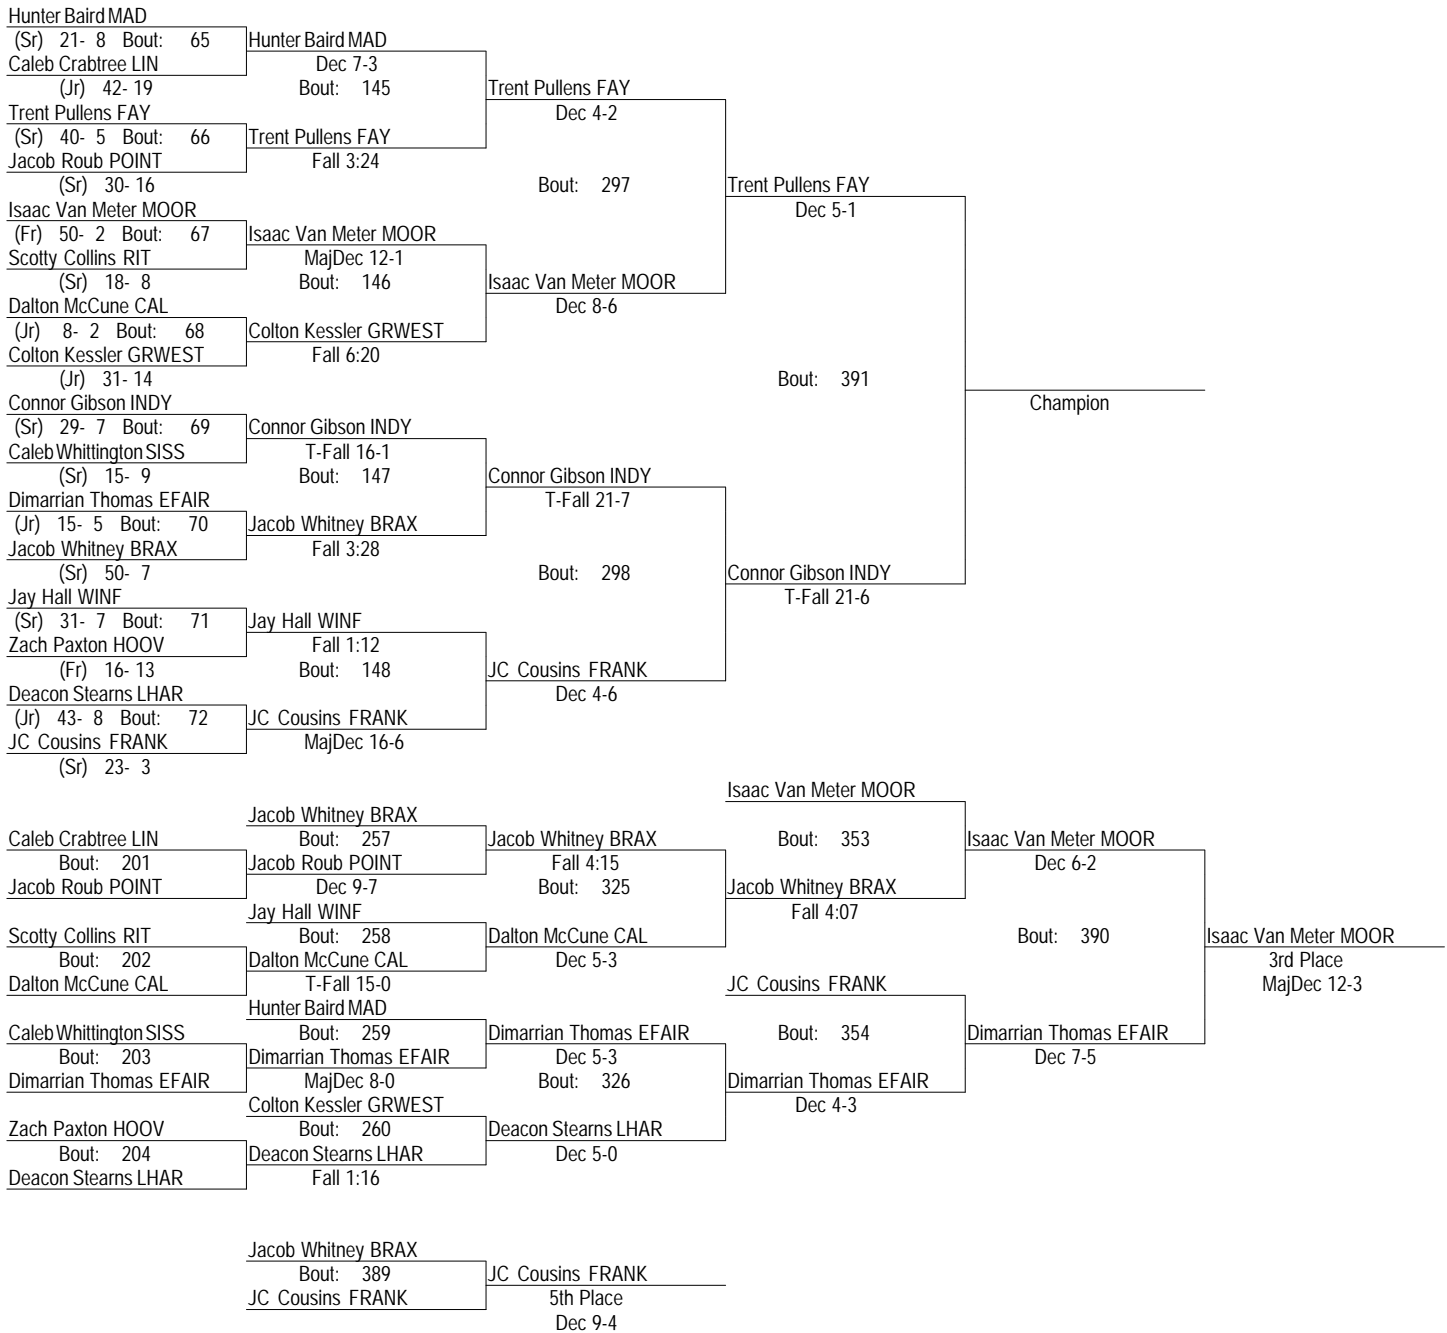 Hunter Baird MAD
(Sr) 21- 8 Bout: 65 Hunter Baird MAD
Caleb Crabtree LIN Dec 7-3
(Jr) 42- 19 Bout: 145 Trent Pullens FAY
Trent Pullens FAY Dec 4-2
(Sr) 40- 5 Bout: 66 Trent Pullens FAY
Jacob Roub POINT Fall 3:24
(Sr) 30- 16 Bout: 297 Trent Pullens FAY
Isaac Van Meter MOOR Dec 5-1
(Fr) 50- 2 Bout: 67 Isaac Van Meter MOOR
Scotty Collins RIT MajDec 12-1
(Sr) 18- 8 Bout: 146 Isaac Van Meter MOOR
Dalton McCune CAL Dec 8-6
(Jr) 8- 2 Bout: 68 Colton Kessler GRWEST
Colton Kessler GRWEST Fall 6:20
(Jr) 31- 14 Bout: 391
Connor Gibson INDY Champion
(Sr) 29- 7 Bout: 69 Connor Gibson INDY
Caleb Whittington SISS T-Fall 16-1
(Sr) 15- 9 Bout: 147 Connor Gibson INDY
Dimarrian Thomas EFAIR T-Fall 21-7
(Jr) 15- 5 Bout: 70 Jacob Whitney BRAX
Jacob Whitney BRAX Fall 3:28
(Sr) 50- 7 Bout: 298 Connor Gibson INDY
Jay Hall WINF T-Fall 21-6
(Sr) 31- 7 Bout: 71 Jay Hall WINF
Zach Paxton HOOV Fall 1:12
(Fr) 16- 13 Bout: 148 JC Cousins FRANK
Deacon Stearns LHAR Dec 4-6
(Jr) 43- 8 Bout: 72 JC Cousins FRANK
JC Cousins FRANK MajDec 16-6
(Sr) 23- 3
Isaac Van Meter MOOR
Jacob Whitney BRAX
Caleb Crabtree LIN Bout: 257 Jacob Whitney BRAX Bout: 353 Isaac Van Meter MOOR
Bout: 201 Jacob Roub POINT Fall 4:15 Dec 6-2
Jacob Roub POINT Dec 9-7 Bout: 325 Jacob Whitney BRAX
Jay Hall WINF Fall 4:07
Scotty Collins RIT Bout: 258 Dalton McCune CAL Bout: 390 Isaac Van Meter MOOR
Bout: 202 Dalton McCune CAL Dec 5-3 3rd Place
Dalton McCune CAL T-Fall 15-0 JC Cousins FRANK MajDec 12-3
Hunter Baird MAD
Caleb Whittington SISS Bout: 259 Dimarrian Thomas EFAIR Bout: 354 Dimarrian Thomas EFAIR
Bout: 203 Dimarrian Thomas EFAIR Dec 5-3 Dec 7-5
Dimarrian Thomas EFAIR MajDec 8-0 Bout: 326 Dimarrian Thomas EFAIR
Colton Kessler GRWEST Dec 4-3
Zach Paxton HOOV Bout: 260 Deacon Stearns LHAR
Bout: 204 Deacon Stearns LHAR Dec 5-0
Deacon Stearns LHAR Fall 1:16
Jacob Whitney BRAX
Bout: 389 JC Cousins FRANK
JC Cousins FRANK 5th Place
Dec 9-4